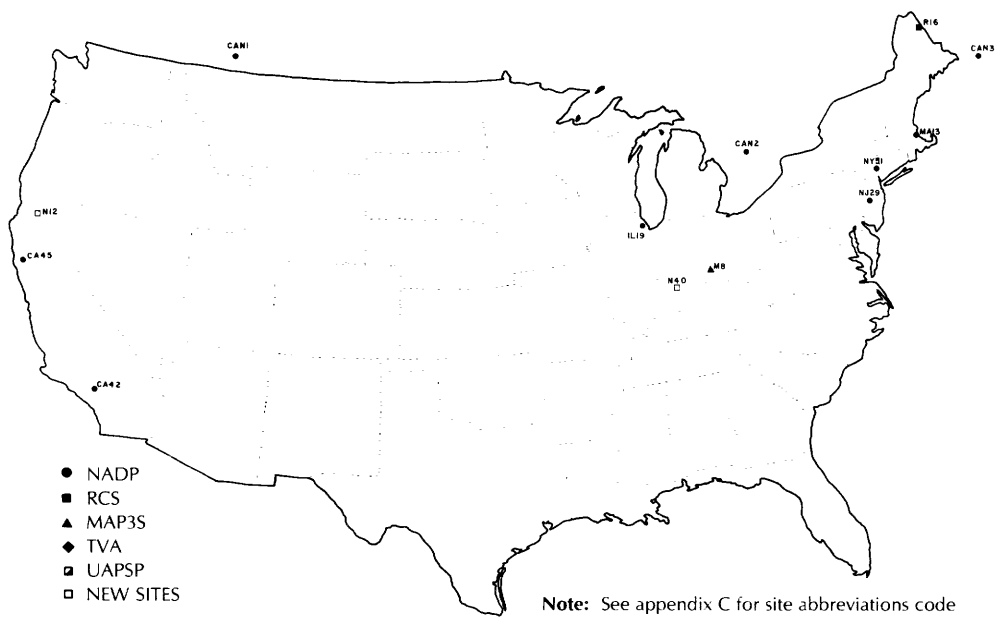 R16
CAN1
CAN3
MA13
CAN2
NY51
NJ29
N12
IL19
CA45
M8
N40
CA42
NADP
RCS
MAP3S
TVA
UAPSP
NEW SITES
Note: See appendix C for site abbreviations code